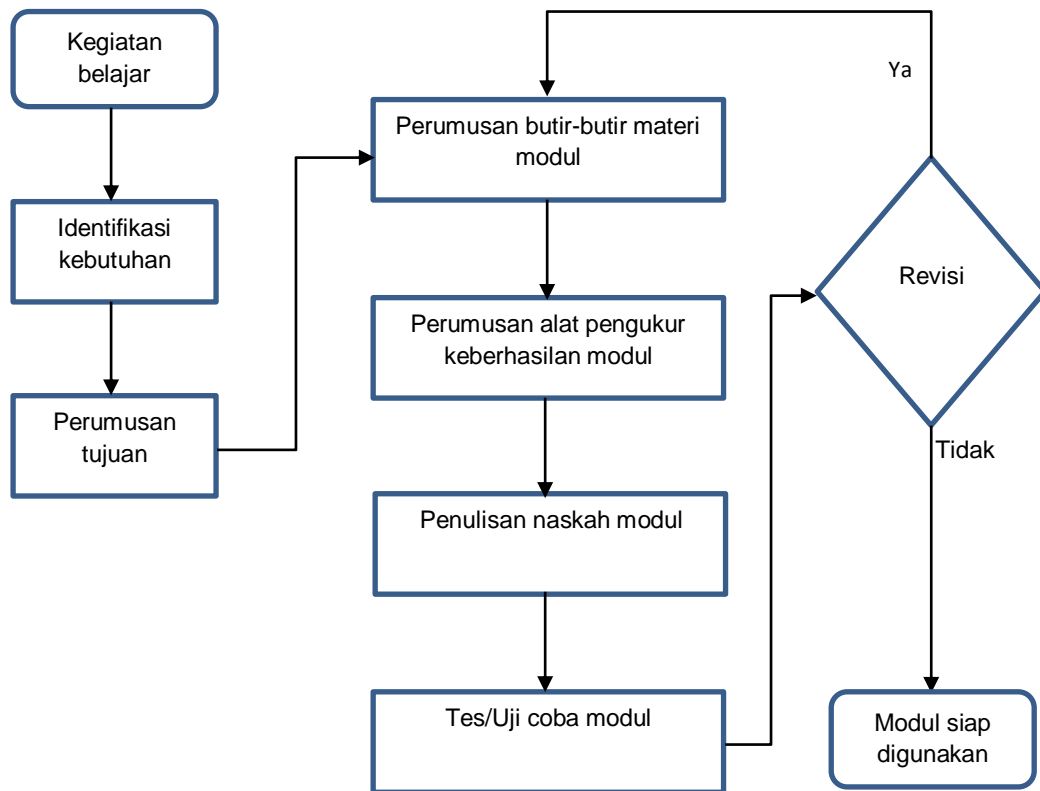 Kegiatan
belajar
Identifikasi
kebutuhan
Perumusan
tujuan
Perumusan butir-butir materi
modul
Perumusan alat pengukur
keberhasilan modul
Penulisan naskah modul
Tes/Uji coba modul
Ya
Revisi
Tidak
Modul siap
digunakan